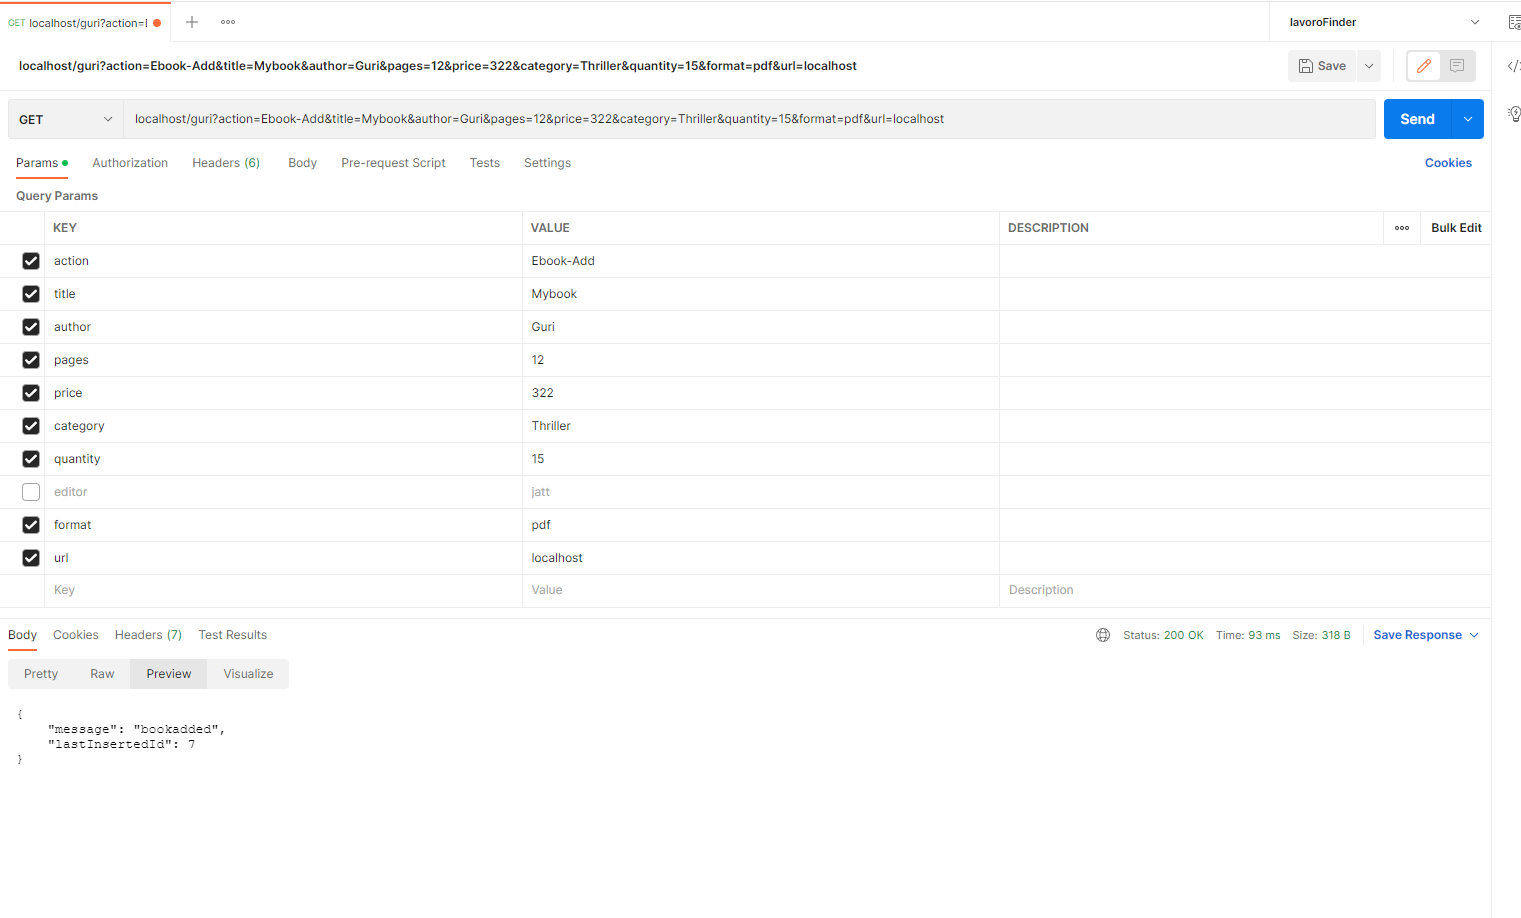 GET localhost/guri?action=I
lavoroFinder
localhost/guri?action=Ebook-Add&title=Mybook&author=Guri&pages=12&price=322&category=Thriller&quantity=15&format=pdf&url=localhost
Save
GET localhost/guri?action=Ebook-Add&title=Mybook&author=Guri&pages=12&price=322&category=Thriller&quantity=15&format=pdf&url=localhost Send
Params Authorization Headers (6) Body Pre-request Script Tests Settings Cookies
Query Params
KEY VALUE DESCRIPTION Bulk Edit
action Ebook-Add
title Mybook
author Guri
pages 12
price 322
category Thriller
quantity 15
editor jatt
format pdf
url localhost
Key Value Description
Body Cookies Headers (7) Test Results Status: 200 OK Time: 93 ms Size: 318 B Save Response
Pretty Raw Preview Visualize
{
"message": "bookadded",
"lastInsertedId": 7
}